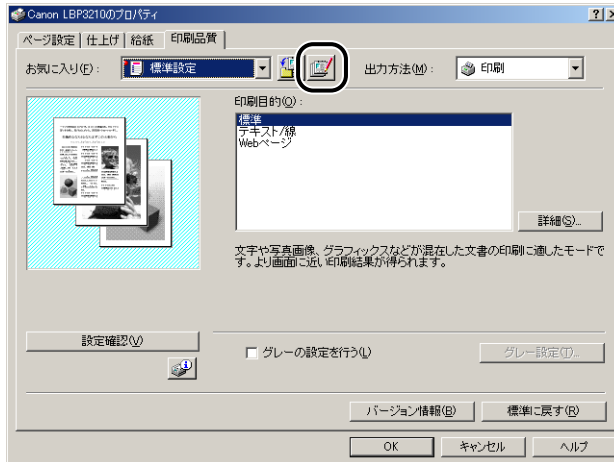 Canon LBP3210のプロパティ
ページ設定 仕上げ 給紙 印刷品質
お気に入り(F): 標準設定 出力方法(M): 印刷
印刷目的(O):
標準
テキスト/線
Webページ
詳細(S)...
文字や写真画像、グラフィックスなどが混在した文書の印刷に適したモードで
す。より画面に近い印刷結果が得られます。
設定確認(V)
グレーの設定を行う(L) グレー設定(T)...
バージョン情報(B) 標準に戻す(R)
OK キャンセル ヘルプ